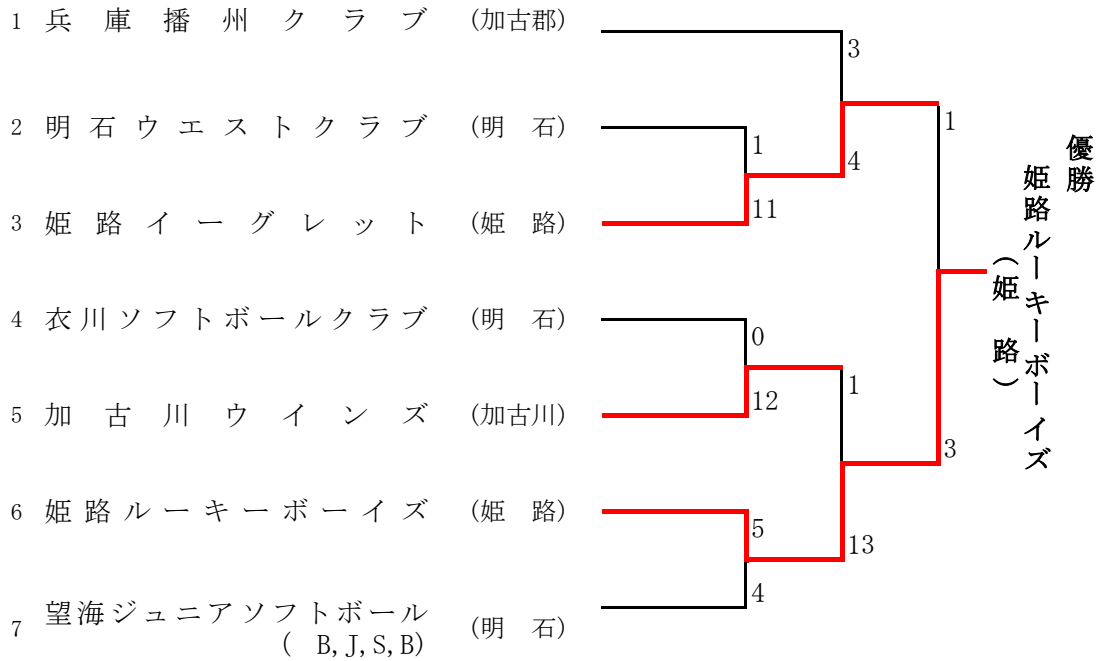 1 兵庫播州クラブ (加古郡)
3
2 明石ウエストクラブ (明 石)
1
4
11
3 姫路イーグレット (姫 路)
1
4 衣川ソフトボールクラブ (明 石)
0
1
12
5 加古川ウインズ (加古川)
3
6 姫路ルーキーボーイズ (姫 路)
5
13
4
7 望海ジュニアソフトボール
( B,J,S,B) (明 石)
優勝
姫路ルーキーボーイズ
(姫 路)